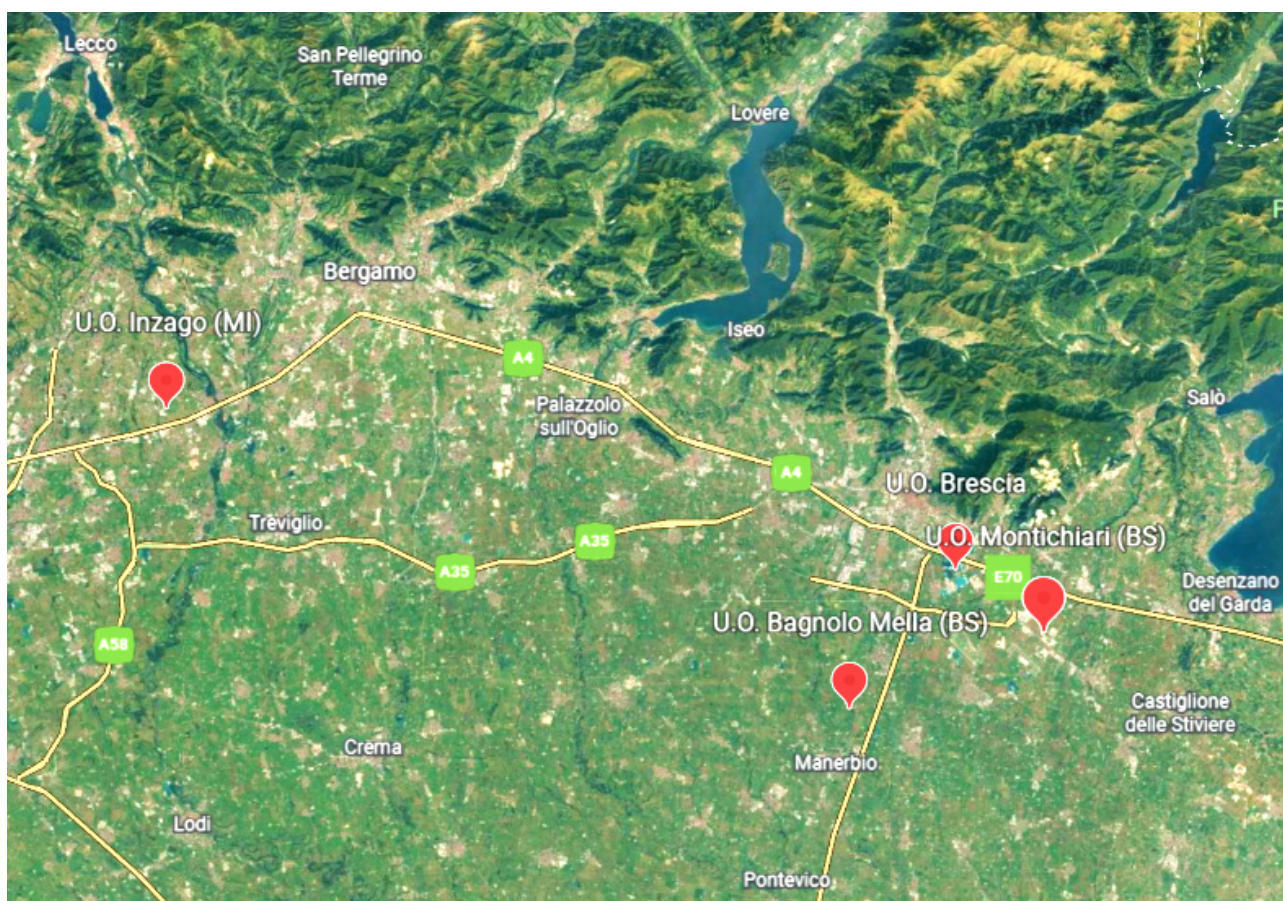 Lecco
San Pellegrino
Terme
Lovere
Bergamo
U.O. Inzago (MI)
Iseo
A4
Palazzolo
sull'Oglio
Salò
A4
U.O. Brescia
Treviglio
A35
U.O. Montichiari (BS)
A35
E70
Desenzano
del Garda
U.O. Bagnolo Mella (BS)
A58
Castiglione
delle Stiviere
Crema
Manerbio
Lodi
Pontevico